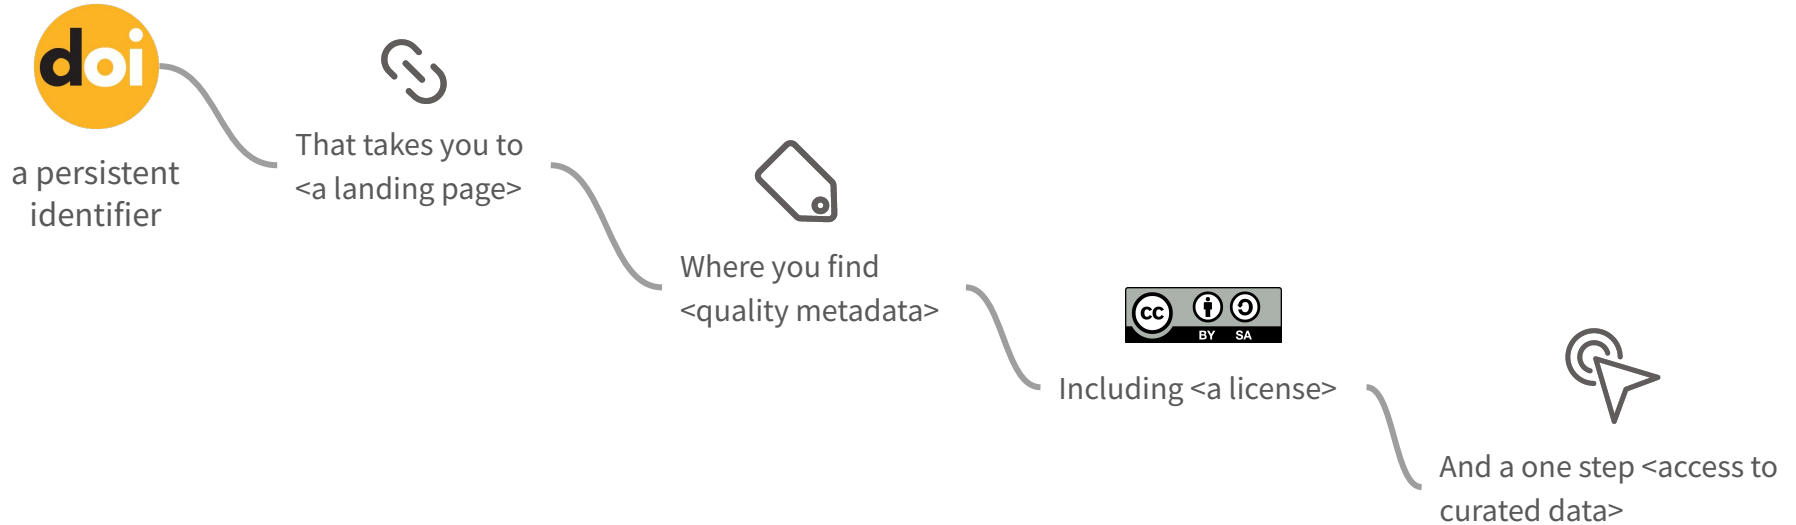 doi
a persistent
identifier
That takes you to
<a landing page>
Where you find
<quality metadata>
cc
BY SA
Including <a license>
And a one step <access to
curated data>